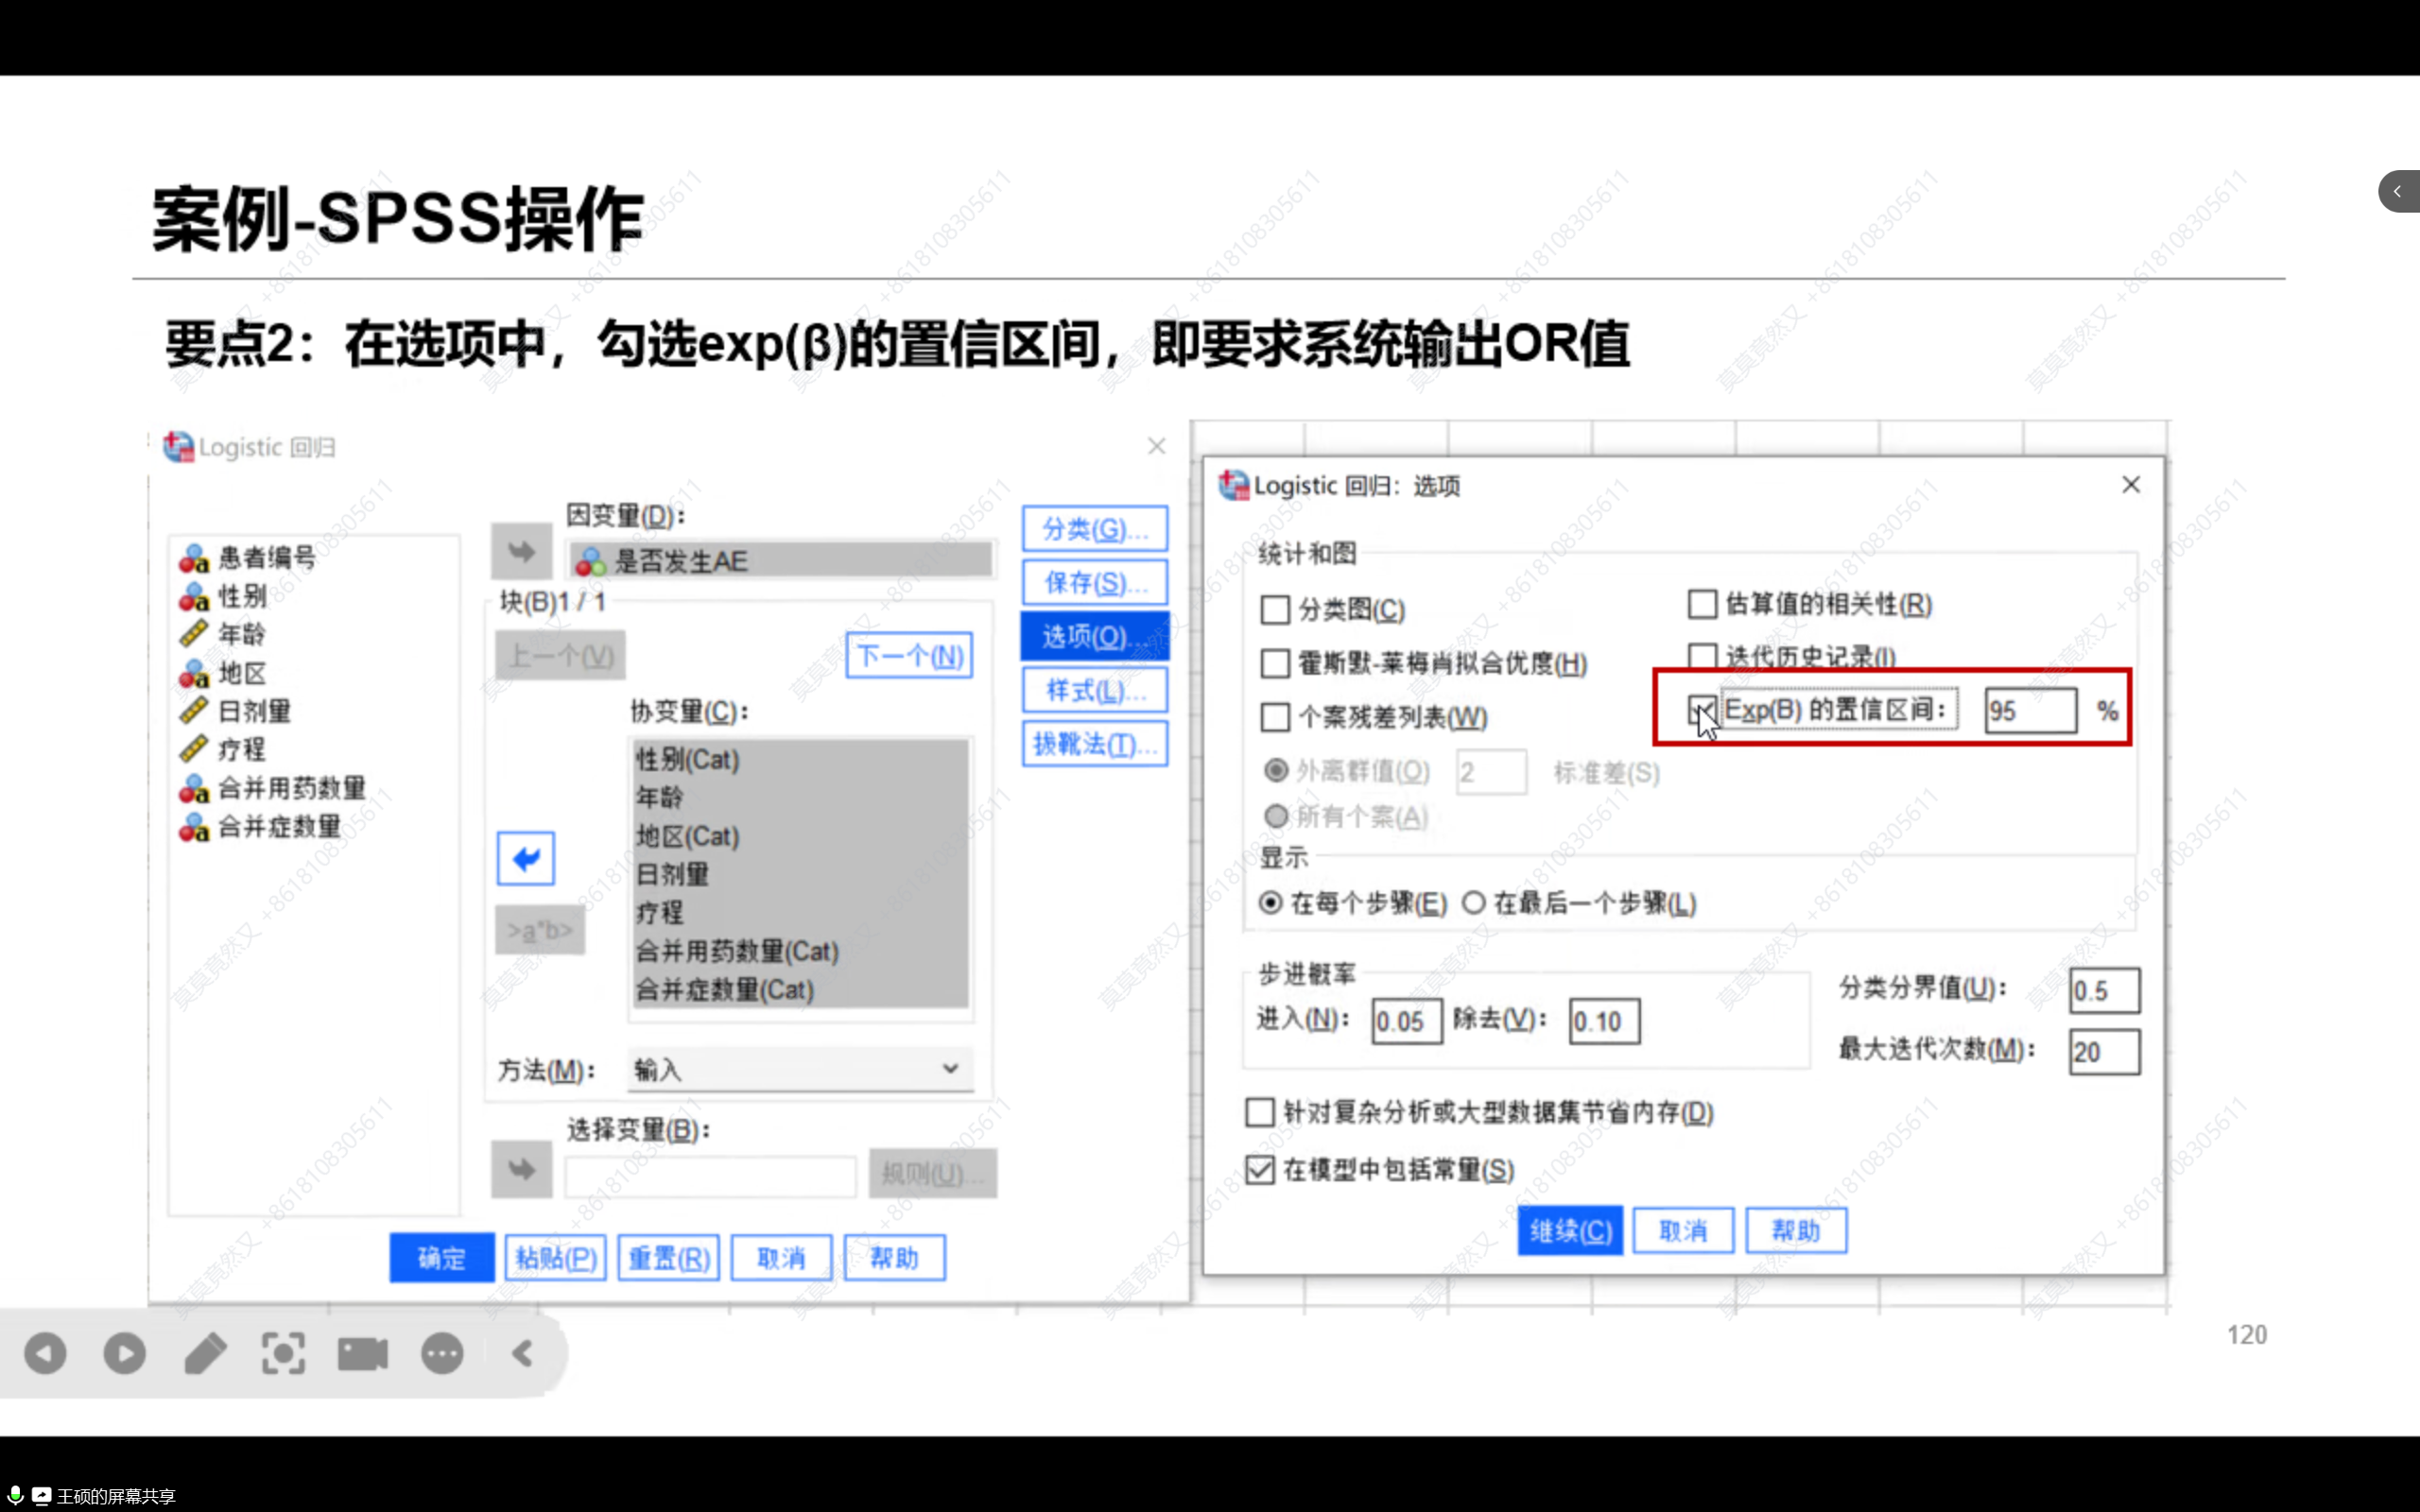 案例-SPSS操作
要点2：在选项中，勾选exp(β)的置信区间，即要求系统输出OR值
Logistic 回归
患者编号
性别
年龄
地区
日剂量
疗程
合并用药数量
合并症数量
因变量(D)：
是否发生AE
块(B)1 / 1
上一个(V)
下一个(N)
协变量(C)：
性别(Cat)
年龄
地区(Cat)
日剂量
疗程
合并用药数量(Cat)
合并症数量(Cat)
>a*b>
方法(M)：
输入
选择变量(B)：
规则(U)...
分类(G)...
保存(S)...
选项(O)...
样式(L)...
拔靴法(T)...
确定
粘贴(P)
重置(R)
取消
帮助
Logistic 回归：选项
统计和图
分类图(C)
估算值的相关性(R)
霍斯默-莱梅肖拟合优度(H)
迭代历史记录(I)
个案残差列表(W)
Exp(B) 的置信区间：
95
%
外离群值(O)
2
标准差(S)
所有个案(A)
显示
在每个步骤(E)
在最后一个步骤(L)
步进概率
进入(N)：
0.05
除去(V)：
0.10
分类分界值(U)：
0.5
最大迭代次数(M)：
20
针对复杂分析或大型数据集节省内存(D)
在模型中包括常量(S)
继续(C)
取消
帮助
120
莫莫竟然又 +8618108305611
王硕的屏幕共享